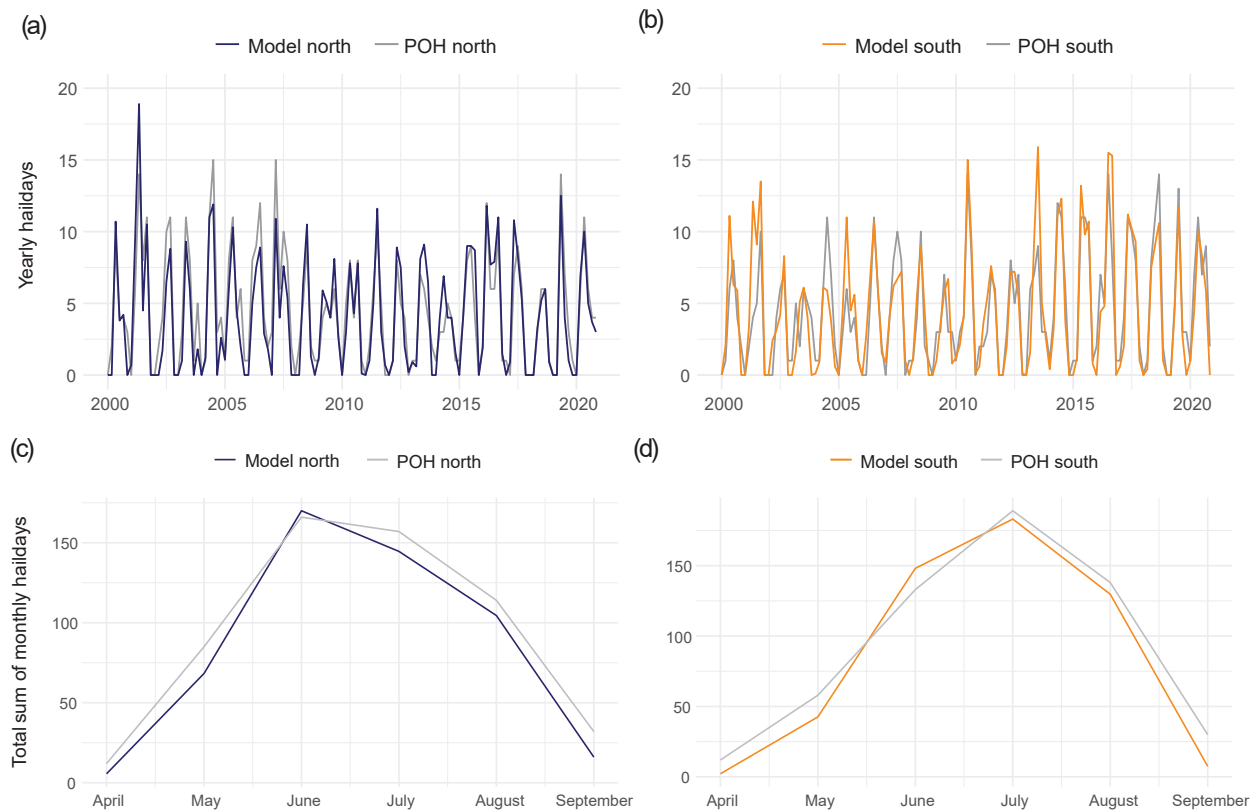 (a)
Model north POH north
Yearly haildays
20
15
10
5
0
2000 2005 2010 2015 2020
(b)
Model south POH south
20
15
10
5
0
2000 2005 2010 2015 2020
(c)
Model north POH north
Total sum of monthly haildays
150
100
50
0
April May June July August September
(d)
Model south POH south
150
100
50
0
April May June July August September